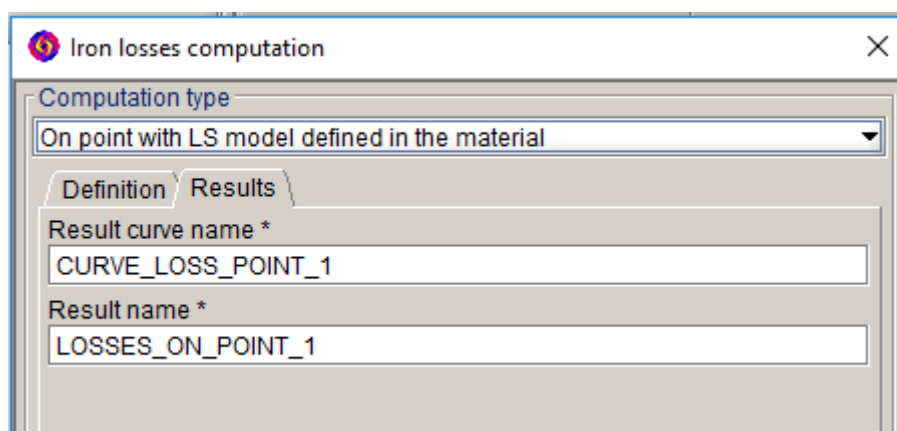 Iron losses computation
Computation type
On point with LS model defined in the material
Definition Results
Result curve name *
CURVE_LOSS_POINT_1
Result name *
LOSSES_ON_POINT_1